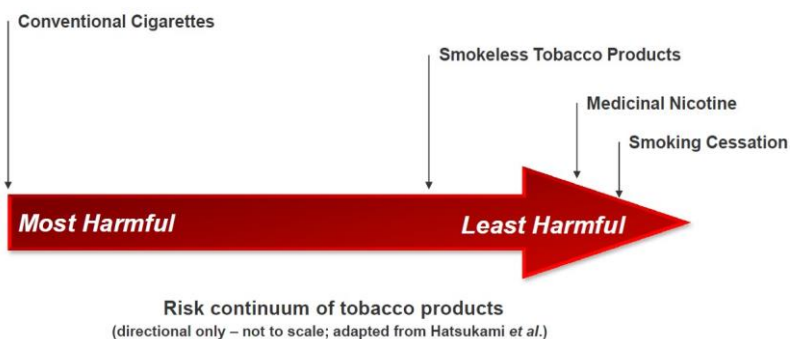 Conventional Cigarettes
Smokeless Tobacco Products
Medicinal Nicotine
Smoking Cessation
Most Harmful
Least Harmful
Risk continuum of tobacco products
(directional only – not to scale; adapted from Hatsukami et al.)